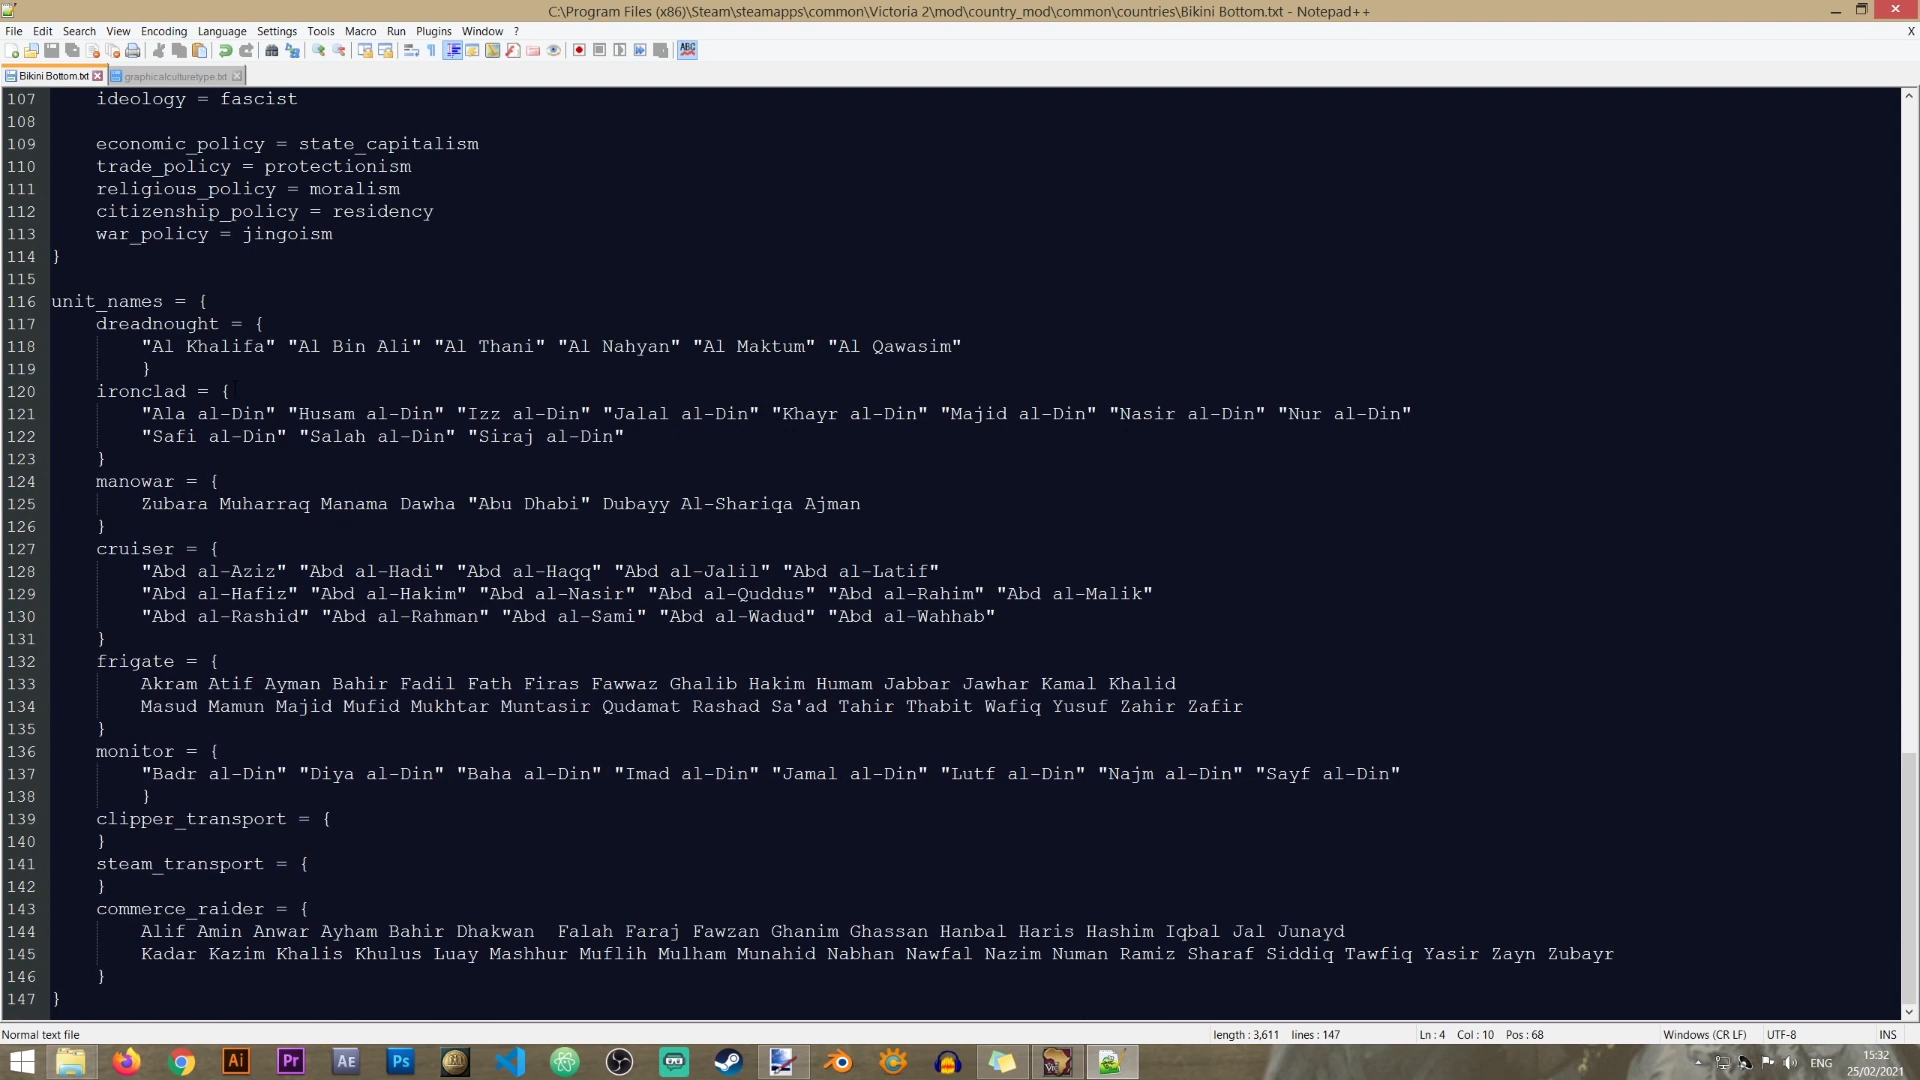 C:\Program Files (x86)\Steam\steamapps\common\Victoria 2\mod\country_mod\common\countries\Bikini Bottom.txt - Notepad++
File Edit Search View Encoding Language Settings Tools Macro Run Plugins Window ? X
Bikini Bottom.txt graphicalculturetype.txt
107 ideology = fascist
108
109 economic_policy = state_capitalism
110 trade_policy = protectionism
111 religious_policy = moralism
112 citizenship_policy = residency
113 war_policy = jingoism
114 }
115
116 unit_names = {
117 dreadnought = {
118 "Al Khalifa" "Al Bin Ali" "Al Thani" "Al Nahyan" "Al Maktum" "Al Qawasim"
119 }
120 ironclad = {
121 "Ala al-Din" "Husam al-Din" "Izz al-Din" "Jalal al-Din" "Khayr al-Din" "Majid al-Din" "Nasir al-Din" "Nur al-Din"
122 "Safi al-Din" "Salah al-Din" "Siraj al-Din"
123 }
124 manowar = {
125 Zubara Muharraq Manama Dawha "Abu Dhabi" Dubayy Al-Shariqa Ajman
126 }
127 cruiser = {
128 "Abd al-Aziz" "Abd al-Hadi" "Abd al-Haqq" "Abd al-Jalil" "Abd al-Latif"
129 "Abd al-Hafiz" "Abd al-Hakim" "Abd al-Nasir" "Abd al-Quddus" "Abd al-Rahim" "Abd al-Malik"
130 "Abd al-Rashid" "Abd al-Rahman" "Abd al-Sami" "Abd al-Wadud" "Abd al-Wahhab"
131 }
132 frigate = {
133 Akram Atif Ayman Bahir Fadil Fath Firas Fawwaz Ghalib Hakim Humam Jabbar Jawhar Kamal Khalid
134 Masud Mamun Majid Mufid Mukhtar Muntasir Qudamat Rashad Sa'ad Tahir Thabit Wafiq Yusuf Zahir Zafir
135 }
136 monitor = {
137 "Badr al-Din" "Diya al-Din" "Baha al-Din" "Imad al-Din" "Jamal al-Din" "Lutf al-Din" "Najm al-Din" "Sayf al-Din"
138 }
139 clipper_transport = {
140 }
141 steam_transport = {
142 }
143 commerce_raider = {
144 Alif Amin Anwar Ayham Bahir Dhakwan  Falah Faraj Fawzan Ghanim Ghassan Hanbal Haris Hashim Iqbal Jal Junayd
145 Kadar Kazim Khalis Khulus Luay Mashhur Muflih Mulham Munahid Nabhan Nawfal Nazim Numan Ramiz Sharaf Siddiq Tawfiq Yasir Zayn Zubayr
146 }
147 }
Normal text file length : 3,611 lines : 147 Ln : 4 Col : 10 Pos : 68 Windows (CR LF) UTF-8 INS
Ai Pr AE Ps ENG 15:32
25/02/2021